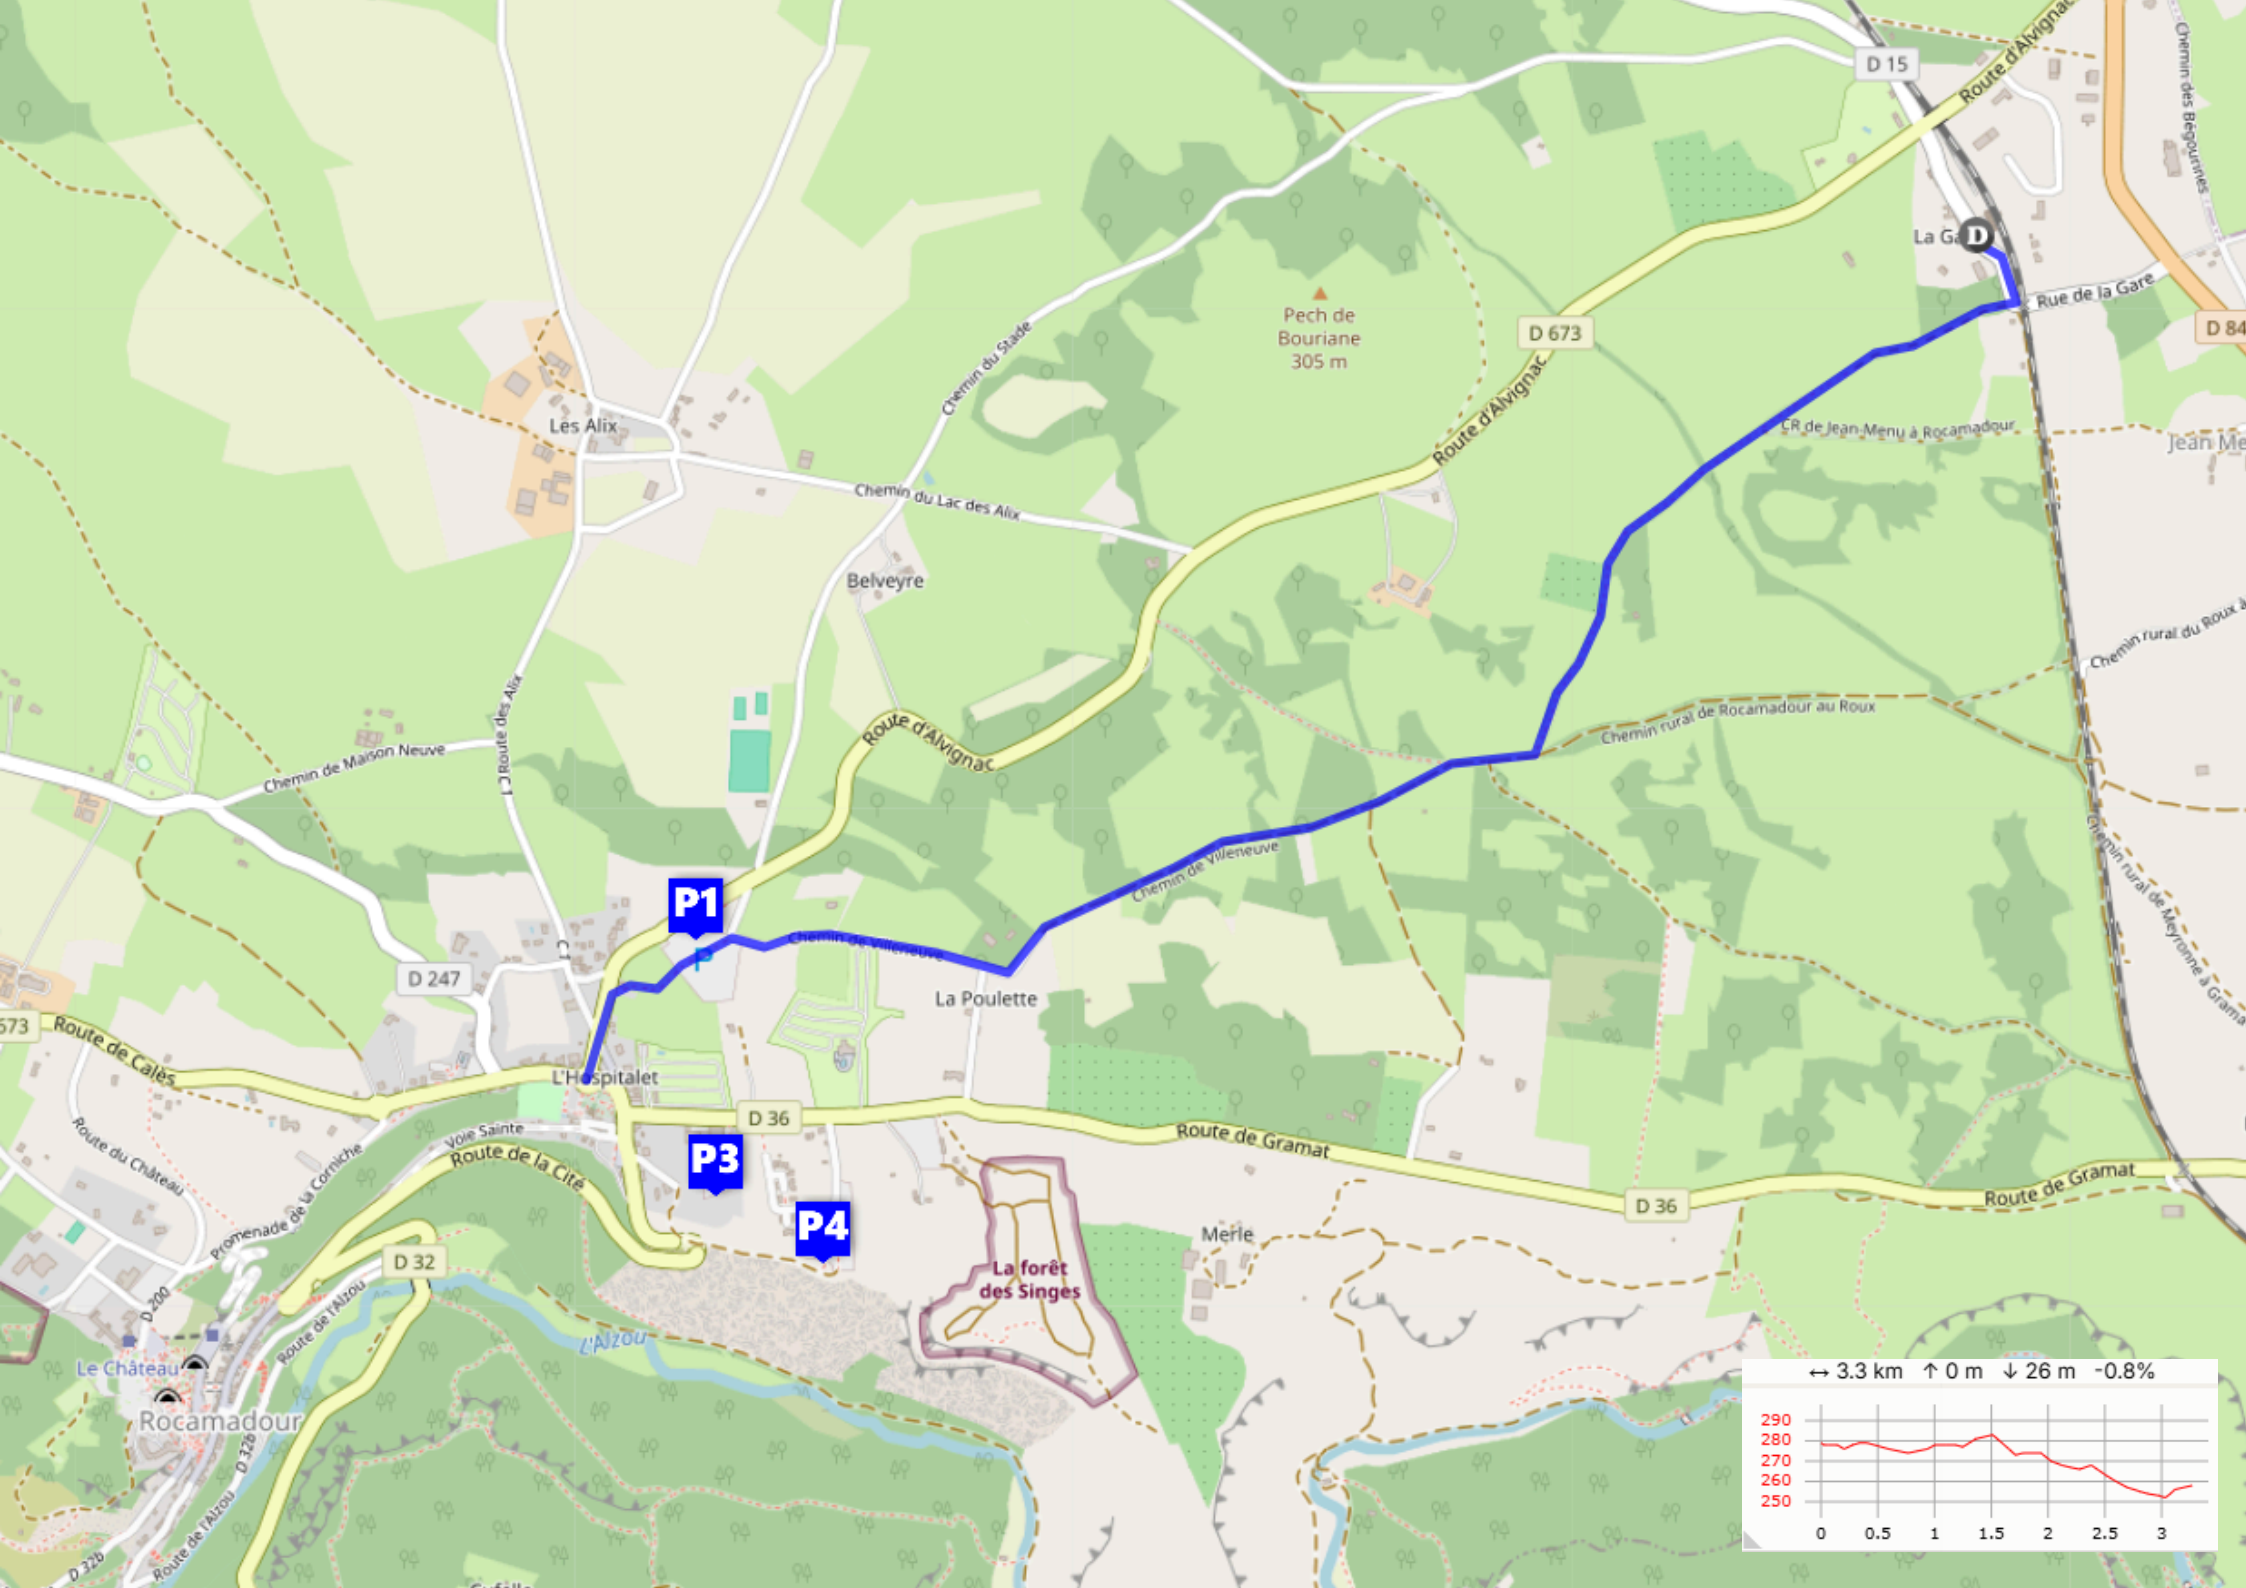 Route d'Alvignac
D 15
Chemin des Bégourines
La Ga
D
Rue de la Gare
D 84
Pech de
Bouriane
305 m
D 673
Route d'Alvignac
Chemin du Stade
Les Alix
CR de Jean-Menu à Rocamadour
Jean Me
Chemin du Lac des Alix
Belveyre
Chemin rural du Roux à
Route des Alix
Chemin rural de Rocamadour au Roux
Route d'Alvignac
Chemin de Maison Neuve
Chemin rural de Meyronne à Grama
Chemin de Villeneuve
P1
P
Chemin de Villeneuve
C 1
D 247
La Poulette
673
Route de Calès
L'Hospitalet
D 36
Route de Gramat
Voie Sainte
Route de la Cité
P3
Route du Château
Promenade de la Corniche
P4
D 36
Route de Gramat
Merle
D 32
La forêt
des Singes
D 200
Route de l'Alzou
L'Alzou
Le Château
Rocamadour
D 32b
Route de l'Alzou
D 32b
↔ 3.3 km ↑ 0 m ↓ 26 m -0.8%
290
280
270
260
250
0 0.5 1 1.5 2 2.5 3